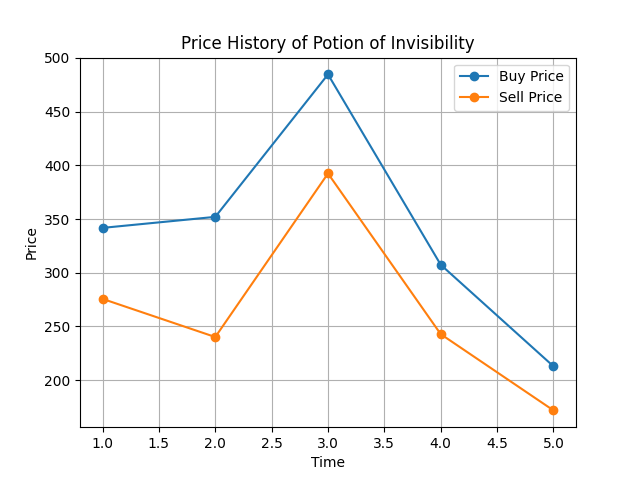 Price History of Potion of Invisibility
Buy Price
Sell Price
Price
500
450
400
350
300
250
200
1.0 1.5 2.0 2.5 3.0 3.5 4.0 4.5 5.0
Time